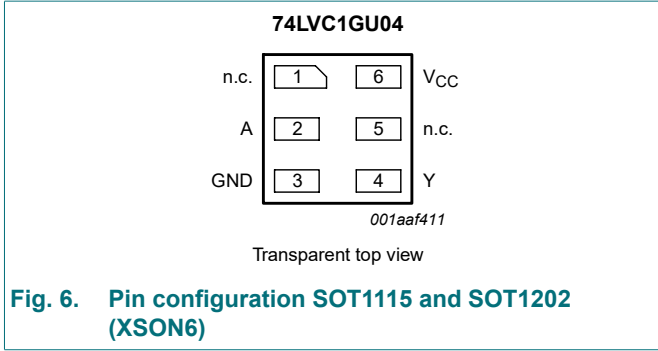 74LVC1GU04
n.c. 1 6 VCC
A 2 5 n.c.
GND 3 4 Y
001aaf411
Transparent top view
Fig. 6. Pin configuration SOT1115 and SOT1202
(XSON6)